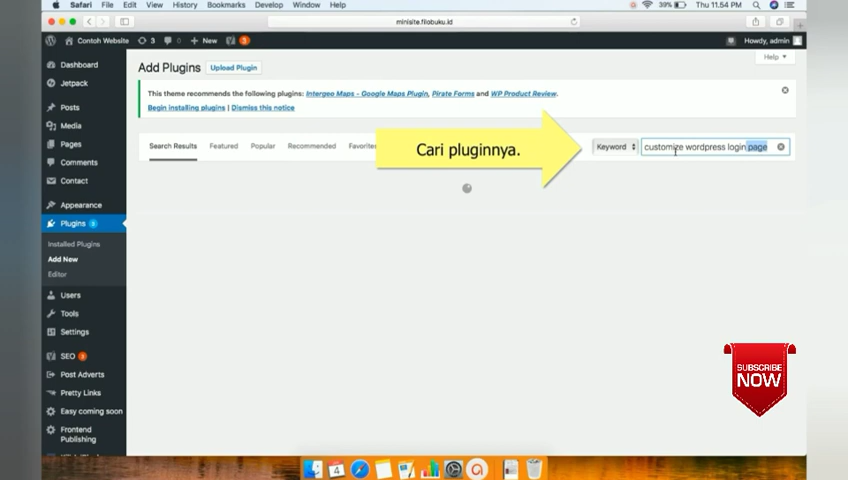 Safari File Edit View History Bookmarks Develop Window Help 39% Thu 11.54 PM
minisite.filobuku.id
Contoh Website 3 0 + New 3 Howdy, admin
Dashboard
Jetpack
Posts
Media
Pages
Comments
Contact
Appearance
Plugins 3
Installed Plugins
Add New
Editor
Users
Tools
Settings
SEO 3
Post Adverts
Pretty Links
Easy coming soon
Frontend
Publishing
Help
Add Plugins Upload Plugin
This theme recommends the following plugins: Intergeo Maps - Google Maps Plugin, Pirate Forms and WP Product Review.
Begin installing plugins | Dismiss this notice
Search Results Featured Popular Recommended Favorites
Cari pluginnya.
Keyword customize wordpress login page
SUBSCRIBE
NOW
4